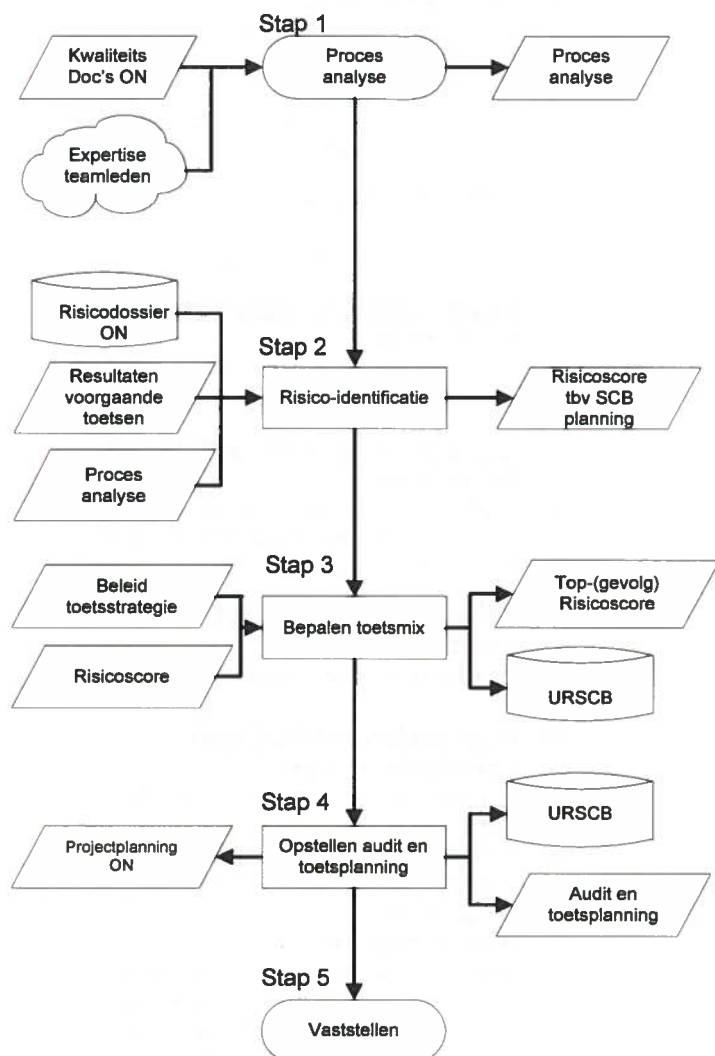 Stap 1
Kwaliteits
Doc's ON
Proces
analyse
Proces
analyse
Expertise
teamleden
Risicodossier
ON
Stap 2
Resultaten
voorgaande
toetsen
Risico-identificatie
Risicoscore
tbv SCB
planning
Proces
analyse
Stap 3
Beleid
toetsstrategie
Bepalen toetsmix
Top-(gevolg)
Risicoscore
Risicoscore
URSCB
Stap 4
URSCB
Projectplanning
ON
Opstellen audit en
toetsplanning
Audit en
toetsplanning
Stap 5
Vaststellen